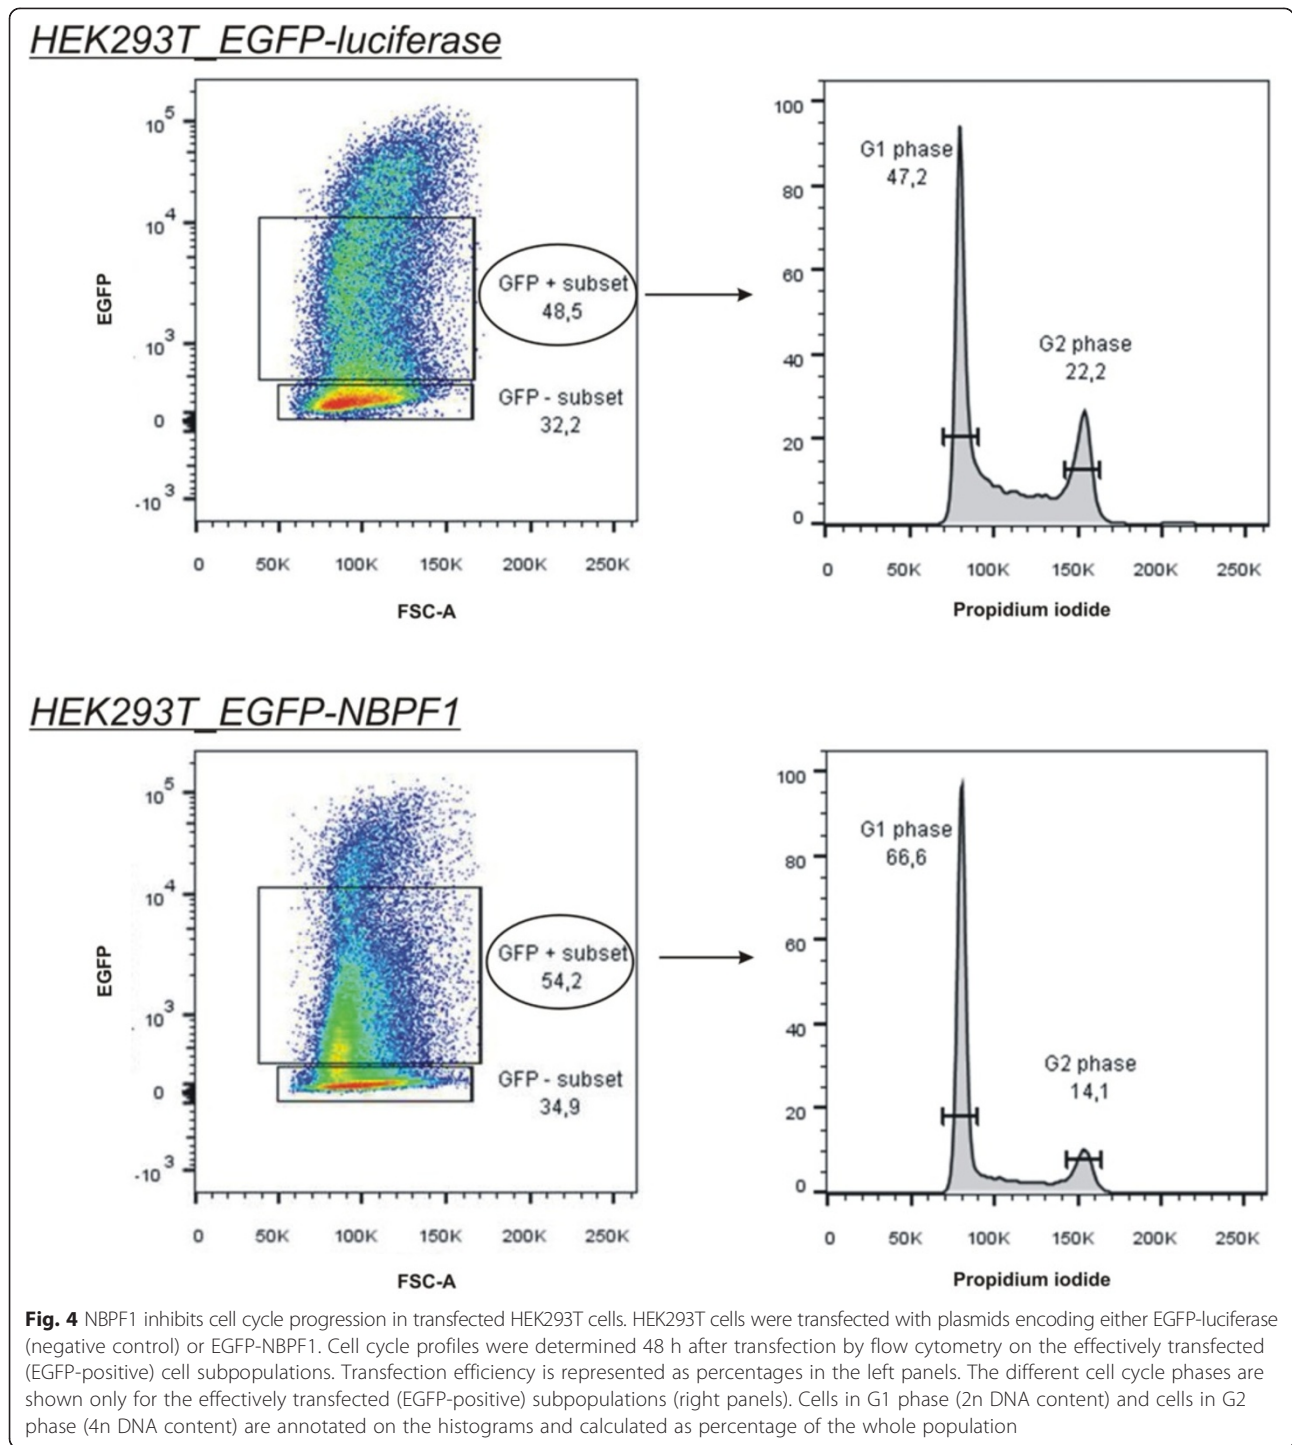 HEK293T_EGFP-luciferase
EGFP
10^5
10^4
10^3
0
-10^3
0 50K 100K 150K 200K 250K
FSC-A
GFP + subset
48,5
GFP - subset
32,2
100
80
60
40
20
0
G1 phase
47,2
G2 phase
22,2
0 50K 100K 150K 200K 250K
Propidium iodide
HEK293T_EGFP-NBPF1
EGFP
10^5
10^4
10^3
0
-10^3
0 50K 100K 150K 200K 250K
FSC-A
GFP + subset
54,2
GFP - subset
34,9
100
80
60
40
20
0
G1 phase
66,6
G2 phase
14,1
0 50K 100K 150K 200K 250K
Propidium iodide
Fig. 4 NBPF1 inhibits cell cycle progression in transfected HEK293T cells. HEK293T cells were transfected with plasmids encoding either EGFP-luciferase
(negative control) or EGFP-NBPF1. Cell cycle profiles were determined 48 h after transfection by flow cytometry on the effectively transfected
(EGFP-positive) cell subpopulations. Transfection efficiency is represented as percentages in the left panels. The different cell cycle phases are
shown only for the effectively transfected (EGFP-positive) subpopulations (right panels). Cells in G1 phase (2n DNA content) and cells in G2
phase (4n DNA content) are annotated on the histograms and calculated as percentage of the whole population